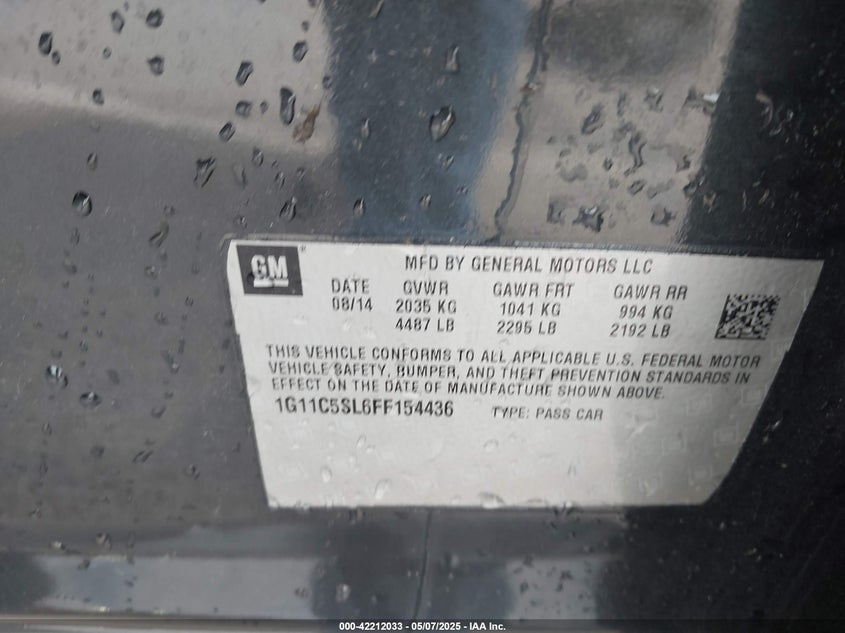 GM ® MFD BY GENERAL MOTORS LLC
DATE GVWR GAWR FRT GAWR RR
08/14 2035 KG 1041 KG 994 KG
4487 LB 2295 LB 2192 LB
THIS VEHICLE CONFORMS TO ALL APPLICABLE U.S. FEDERAL MOTOR
VEHICLE SAFETY, BUMPER, AND THEFT PREVENTION STANDARDS IN
EFFECT ON THE DATE OF MANUFACTURE SHOWN ABOVE.
1G11C5SL6FF154436 TYPE: PASS CAR
000-42212033 - 05/07/2025 - IAA Inc.